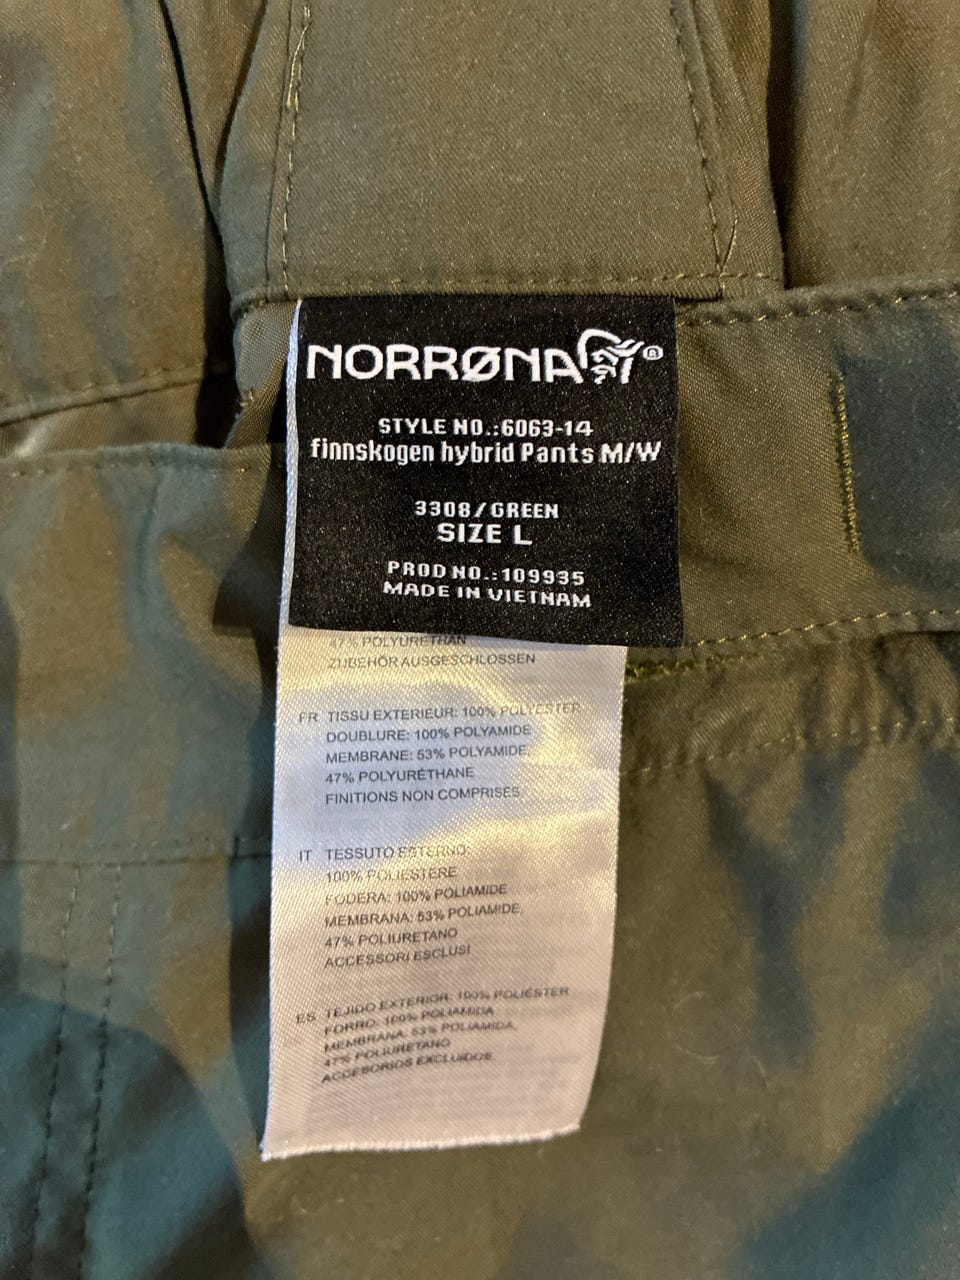 NORRØNA®
STYLE NO.:6063-14
finnskogen hybrid Pants M/W
3308/GREEN
SIZE L
PROD NO.:109935
MADE IN VIETNAM
47% POLYURETHAN
ZUBEHÖR AUSGESCHLOSSEN
FR TISSU EXTERIEUR: 100% POLYESTER
DOUBLURE: 100% POLYAMIDE
MEMBRANE: 53% POLYAMIDE,
47% POLYURÉTHANE
FINITIONS NON COMPRISES
IT TESSUTO ESTERNO:
100% POLIESTERE
FODERA: 100% POLIAMIDE
MEMBRANA: 53% POLIAMIDE,
47% POLIURETANO
ACCESSORI ESCLUSI
ES TEJIDO EXTERIOR: 100% POLIÉSTER
FORRO: 100% POLIAMIDA
MEMBRANA: 53% POLIAMIDA,
47% POLIURETANO
ACCESORIOS EXCLUIDOS